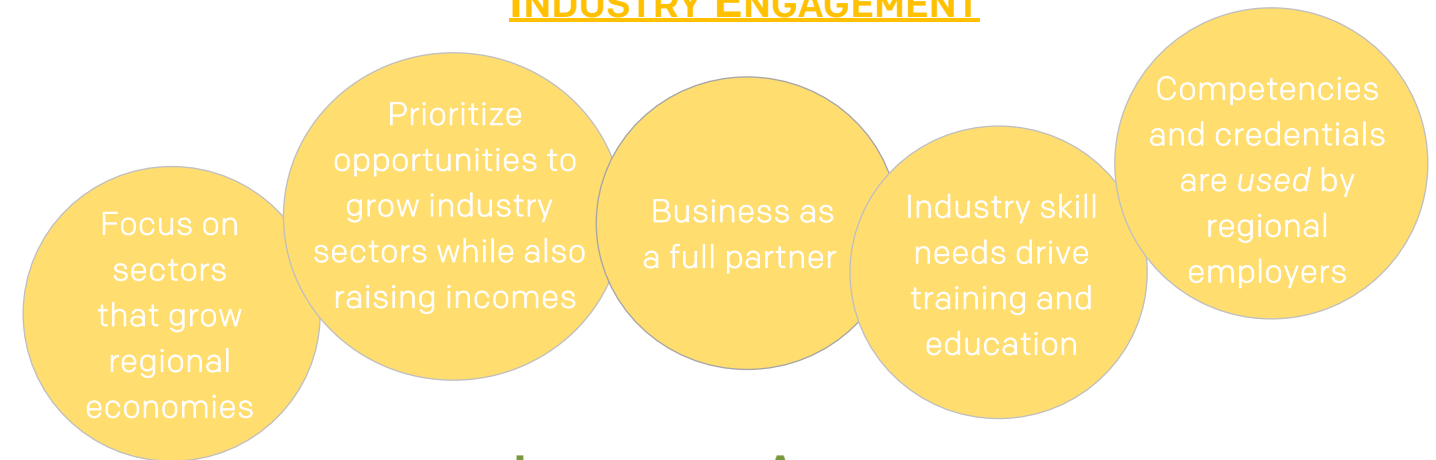 INDUSTRY ENGAGEMENT
Focus on
sectors
that grow
regional
economies
Prioritize
opportunities to
grow industry
sectors while also
raising incomes
Business as
a full partner
Industry skill
needs drive
training and
education
Competencies
and credentials
are used by
regional
employers